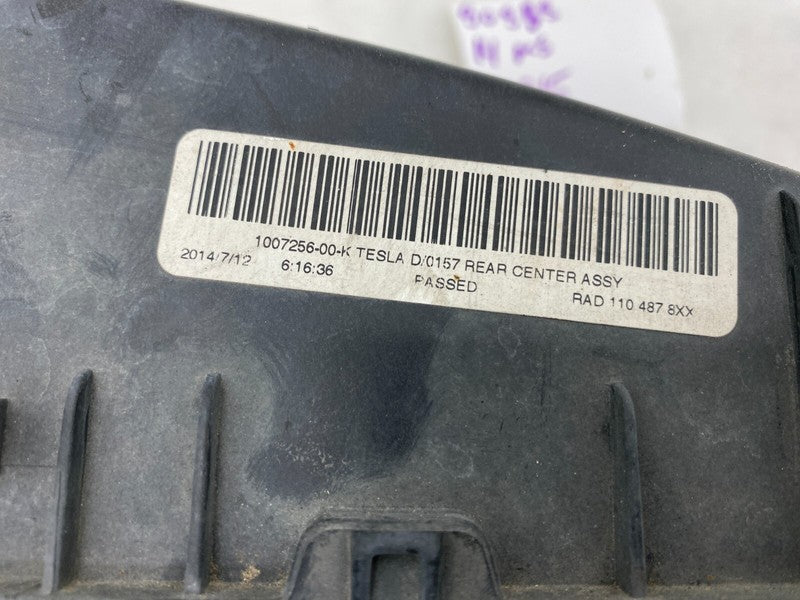 1007256-00-K TESLA D/0157 REAR CENTER ASSY
2014/7/12 6:16:36 PASSED RAD 110 487 8XX